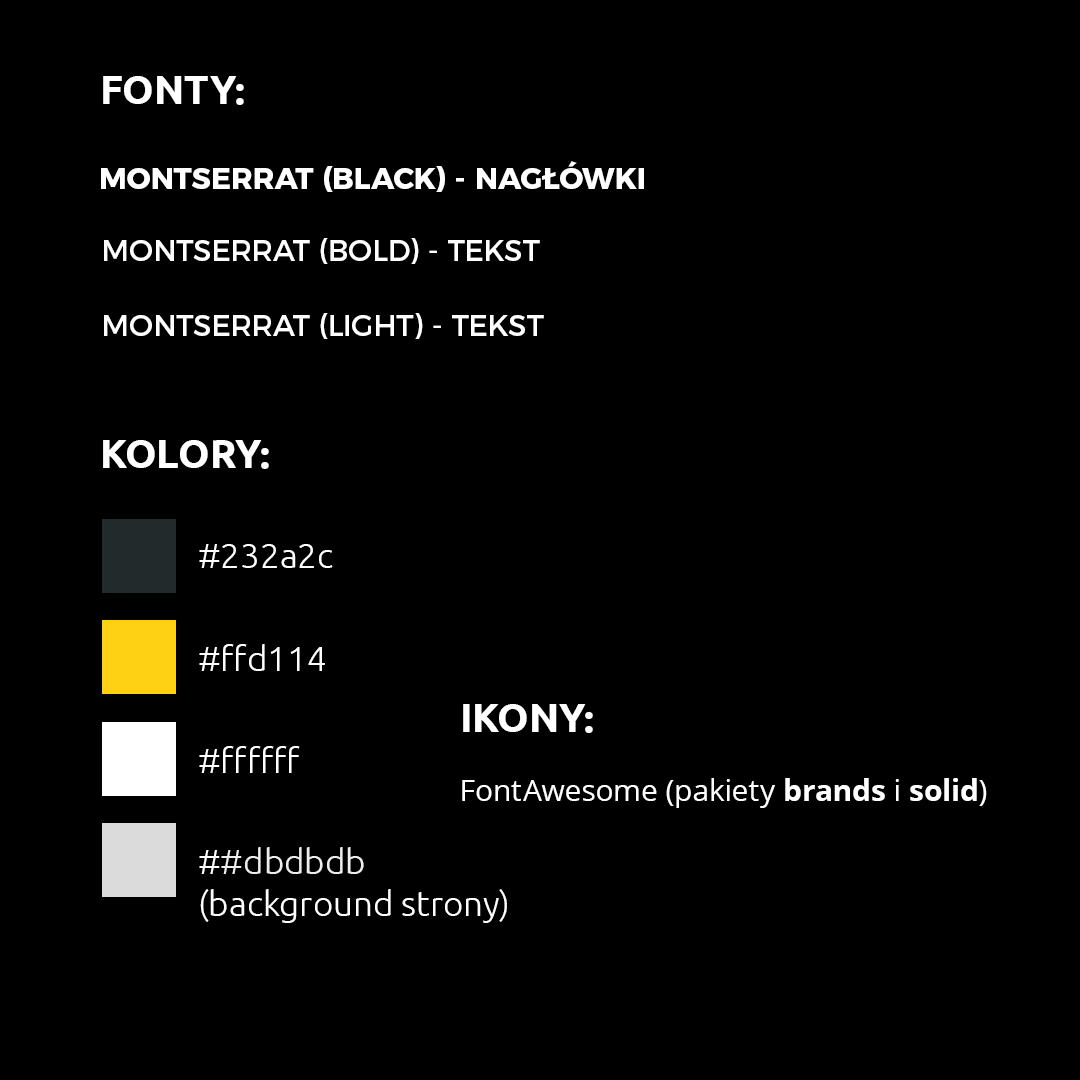 FONTY:
MONTSERRAT (BLACK) - NAGŁÓWKI
MONTSERRAT (BOLD) - TEKST
MONTSERRAT (LIGHT) - TEKST
KOLORY:
#232a2c
#ffd114
#ffffff
##dbdbdb
(background strony)
IKONY:
FontAwesome (pakiety brands i solid)